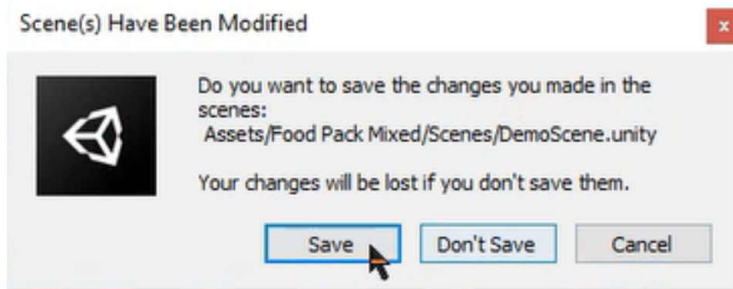 Scene(s) Have Been Modified
x
Do you want to save the changes you made in the
scenes:
Assets/Food Pack Mixed/Scenes/DemoScene.unity
Your changes will be lost if you don't save them.
Save Don't Save Cancel